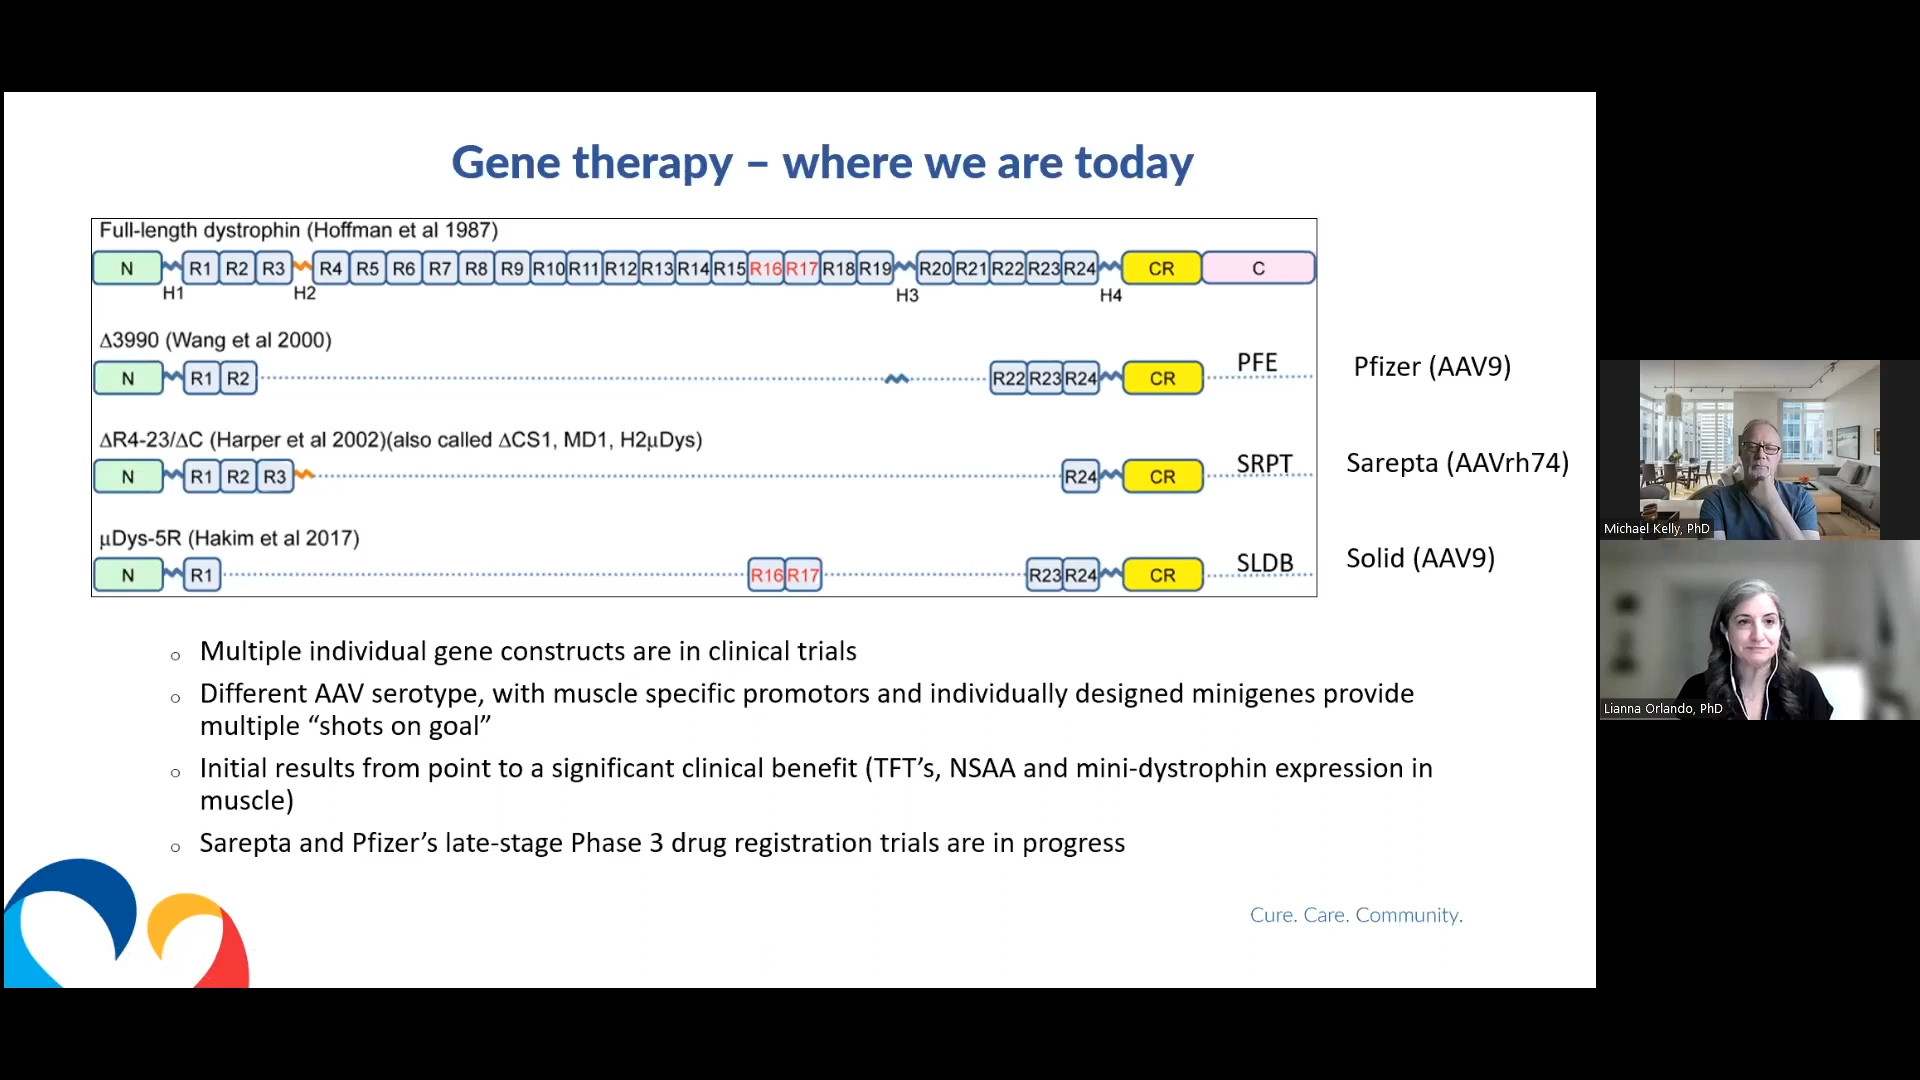 Gene therapy – where we are today
Full-length dystrophin (Hoffman et al 1987)
N R1 R2 R3 R4 R5 R6 R7 R8 R9 R10 R11 R12 R13 R14 R15 R16 R17 R18 R19 R20 R21 R22 R23 R24 CR C
H1 H2 H3 H4
Δ3990 (Wang et al 2000)
N R1 R2 R22 R23 R24 CR PFE Pfizer (AAV9)
ΔR4-23/ΔC (Harper et al 2002)(also called ΔCS1, MD1, H2μDys)
N R1 R2 R3 R24 CR SRPT Sarepta (AAVrh74)
μDys-5R (Hakim et al 2017)
N R1 R16 R17 R23 R24 CR SLDB Solid (AAV9)
Multiple individual gene constructs are in clinical trials
Different AAV serotype, with muscle specific promotors and individually designed minigenes provide
multiple “shots on goal”
Initial results from point to a significant clinical benefit (TFT’s, NSAA and mini-dystrophin expression in
muscle)
Sarepta and Pfizer’s late-stage Phase 3 drug registration trials are in progress
Cure. Care. Community.
Michael Kelly, PhD
Lianna Orlando, PhD